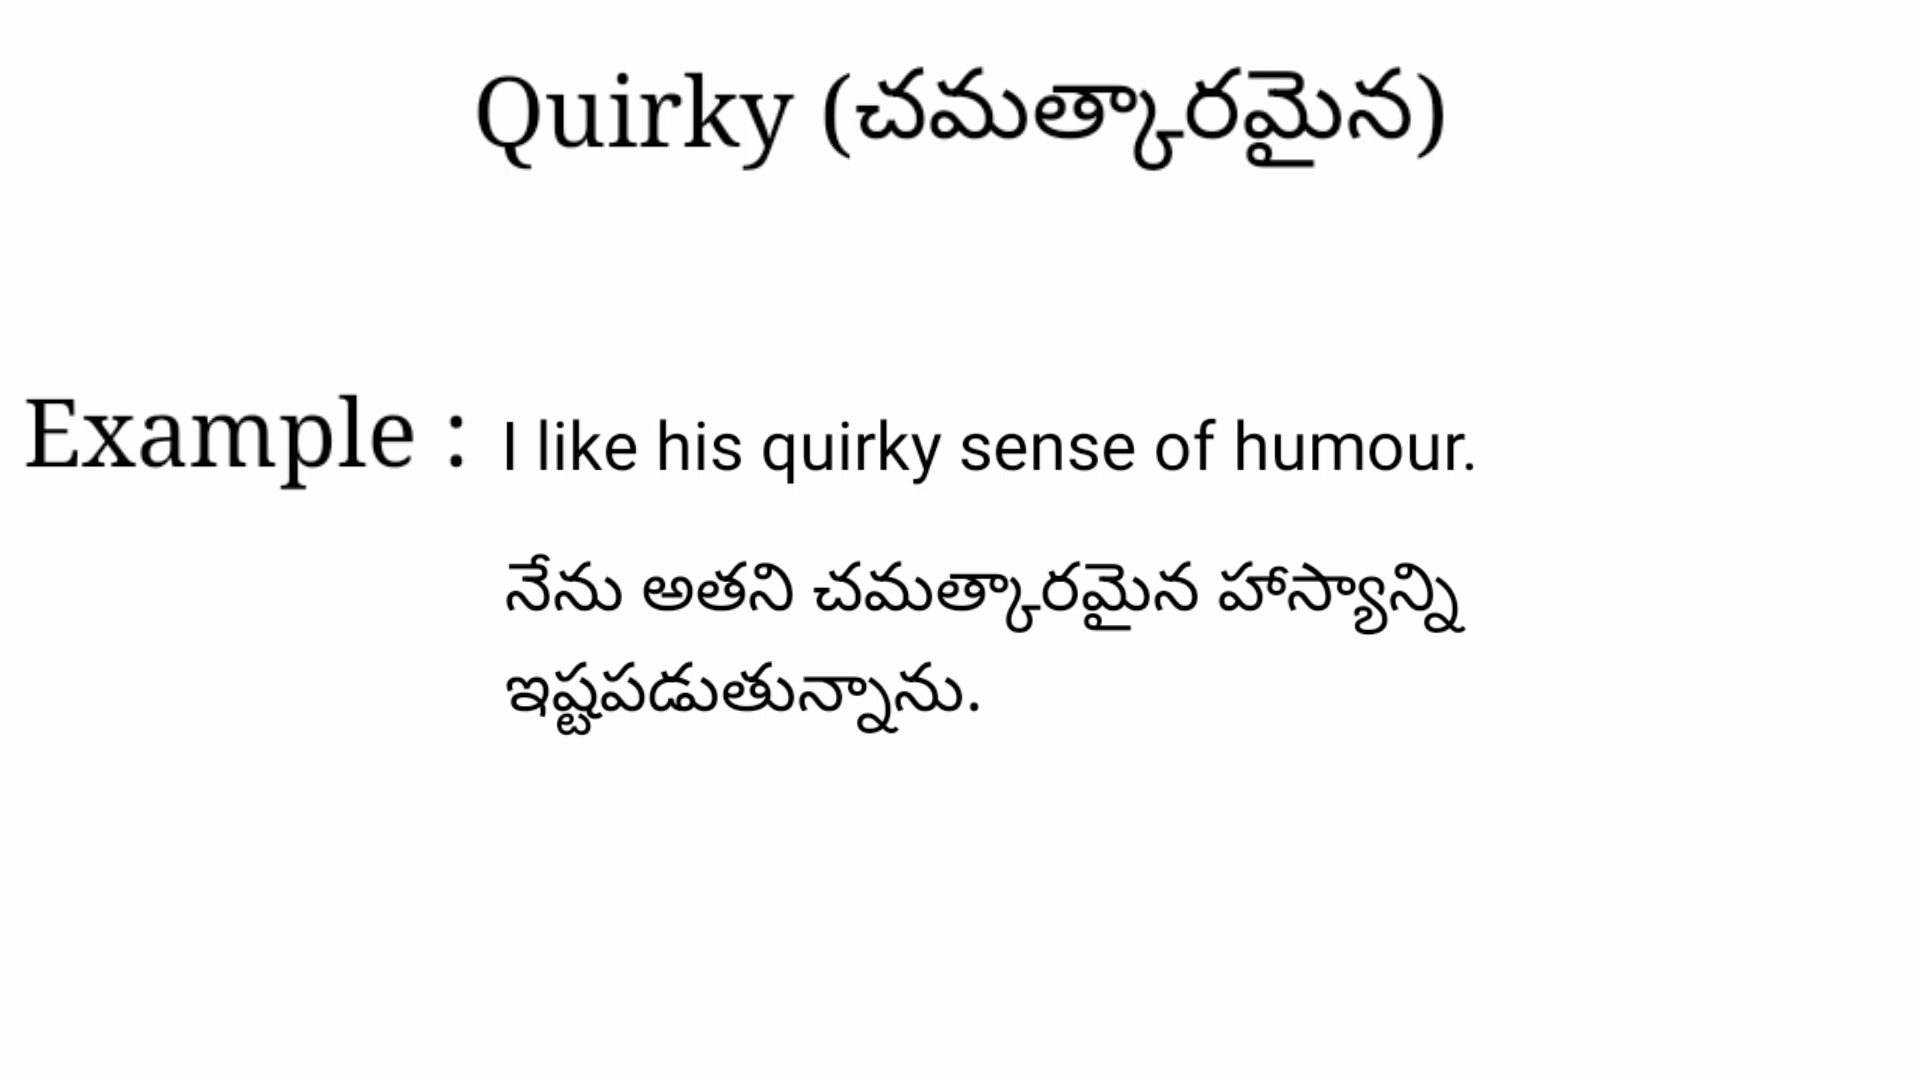 Quirky (చమత్కారమైన)
Example : I like his quirky sense of humour.
నేను అతని చమత్కారమైన హాస్యాన్ని
ఇష్టపడుతున్నాను.